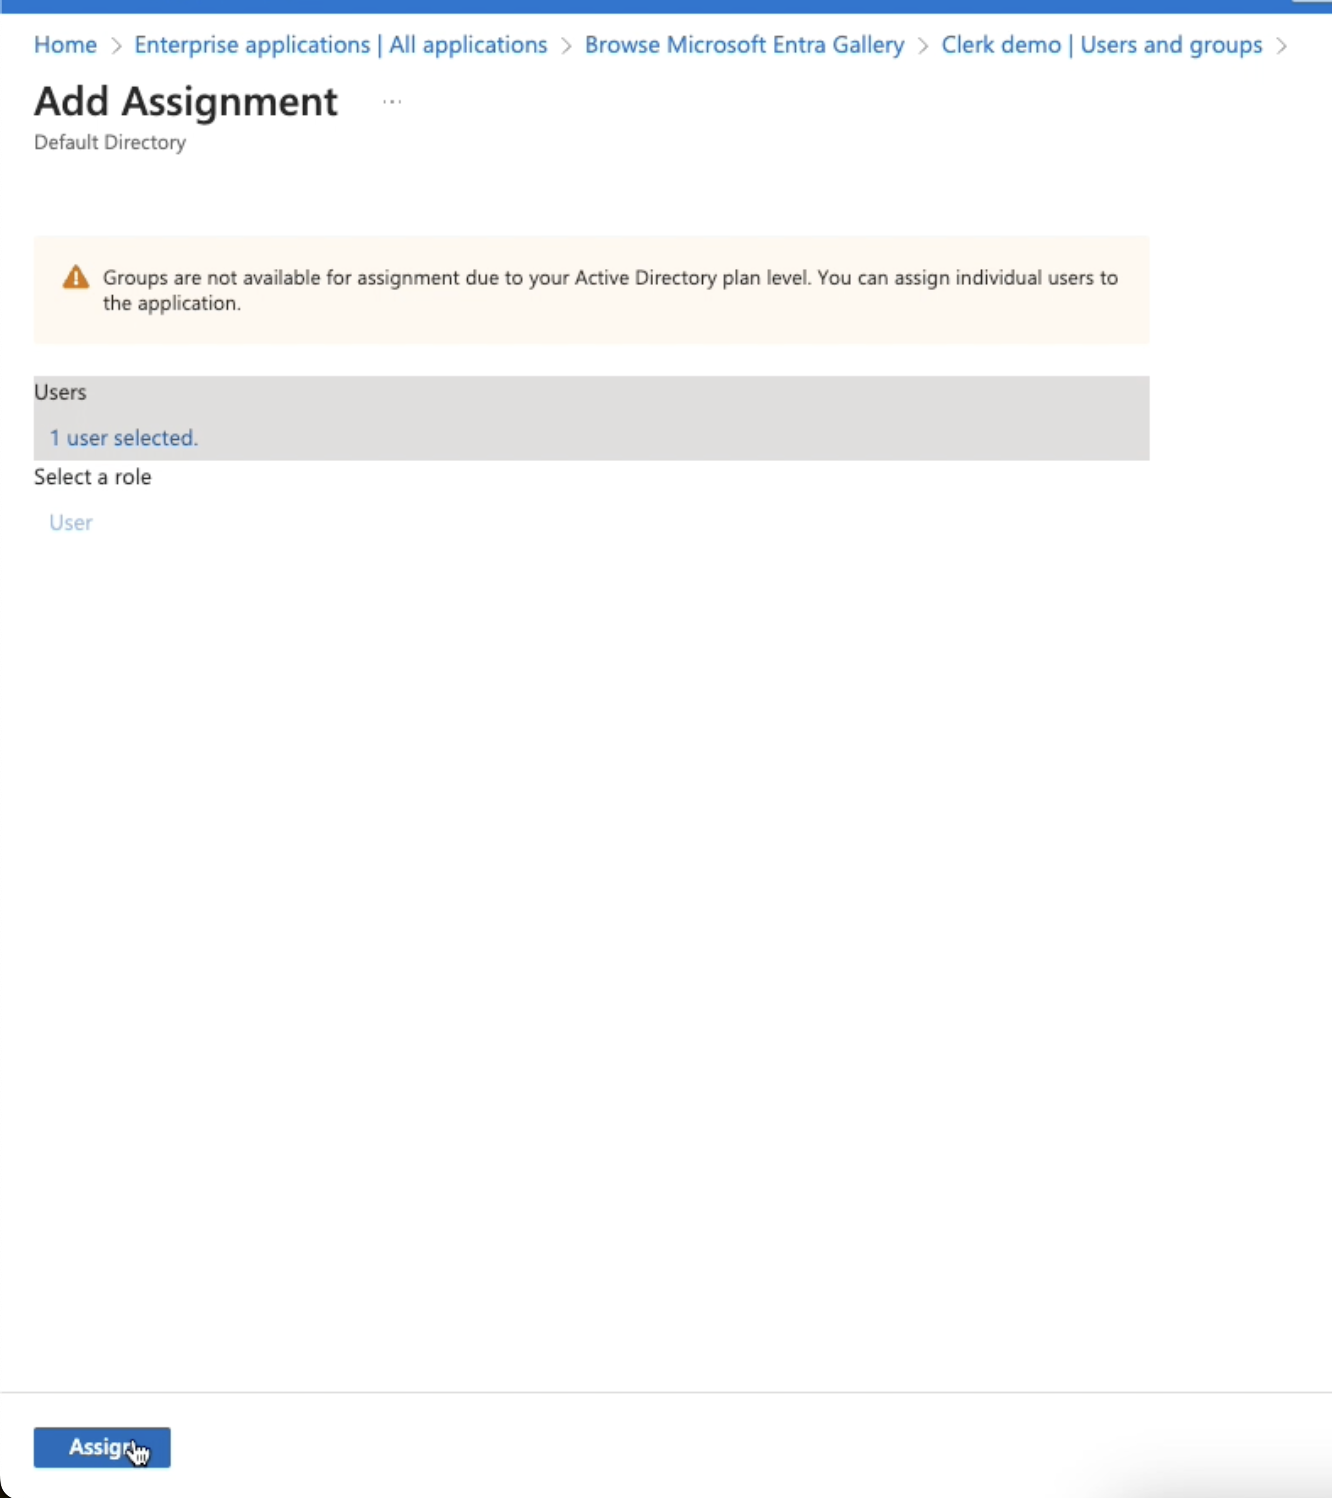 Home > Enterprise applications | All applications > Browse Microsoft Entra Gallery > Clerk demo | Users and groups >
Add Assignment ...
Default Directory
Groups are not available for assignment due to your Active Directory plan level. You can assign individual users to
the application.
Users
1 user selected.
Select a role
User
Assign